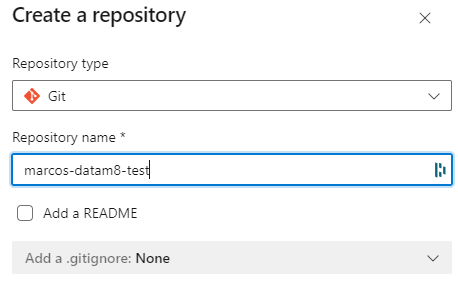 Create a repository
Repository type
Git
Repository name *
marcos-datam8-test
Add a README
Add a .gitignore: None